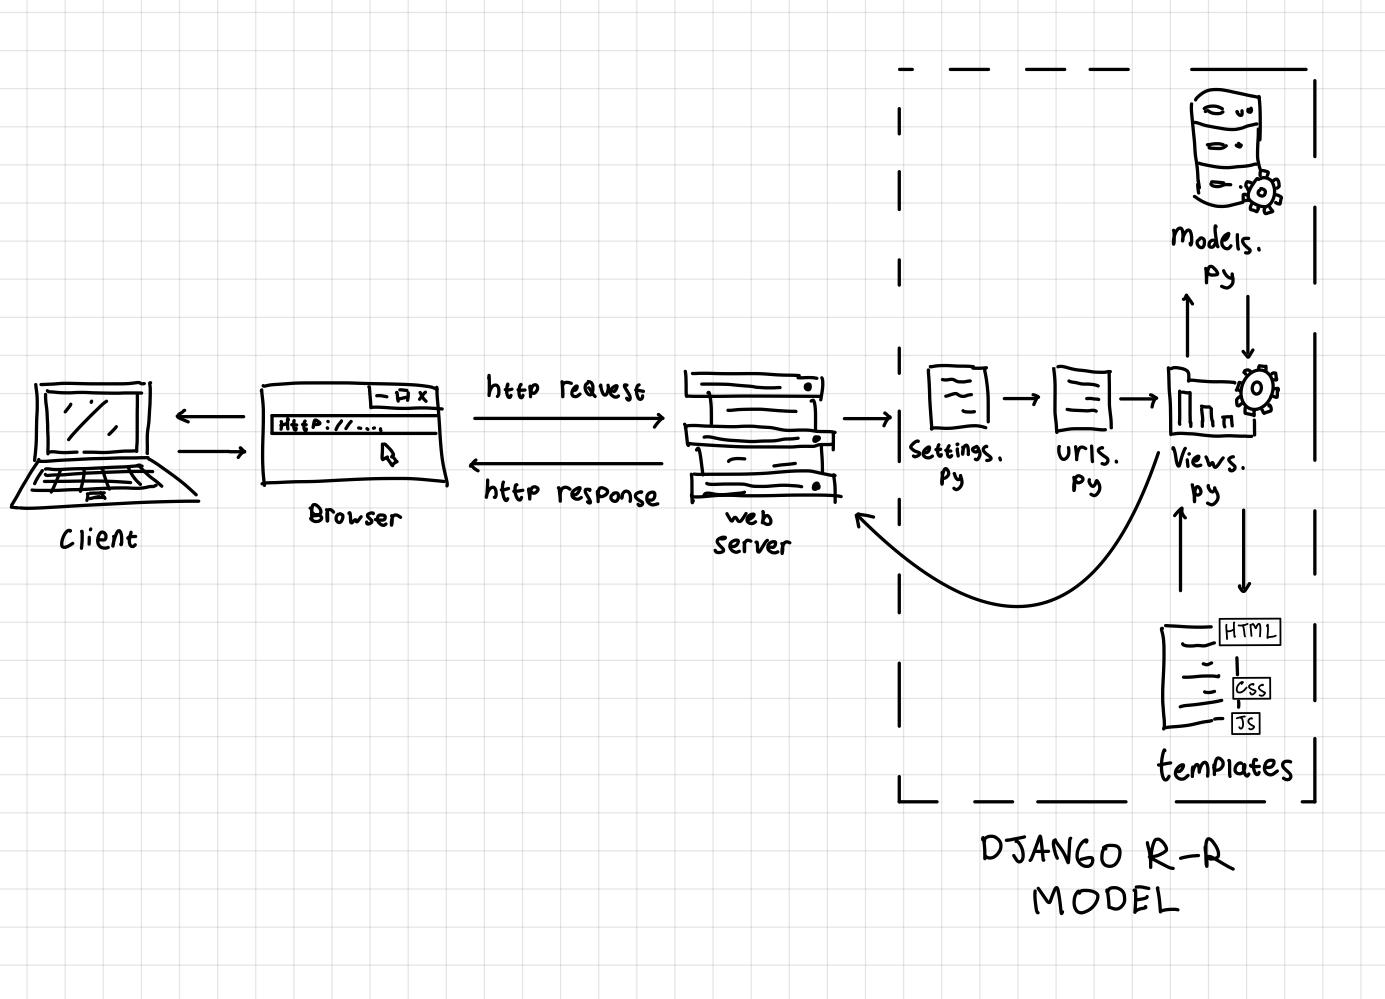 Models.
Py
http request
- A x
HttP://....
Settings.
Py
urls.
Py
Views.
Py
http response
Browser
web
server
client
HTML
CSS
JS
templates
DJANGO R-R
MODEL